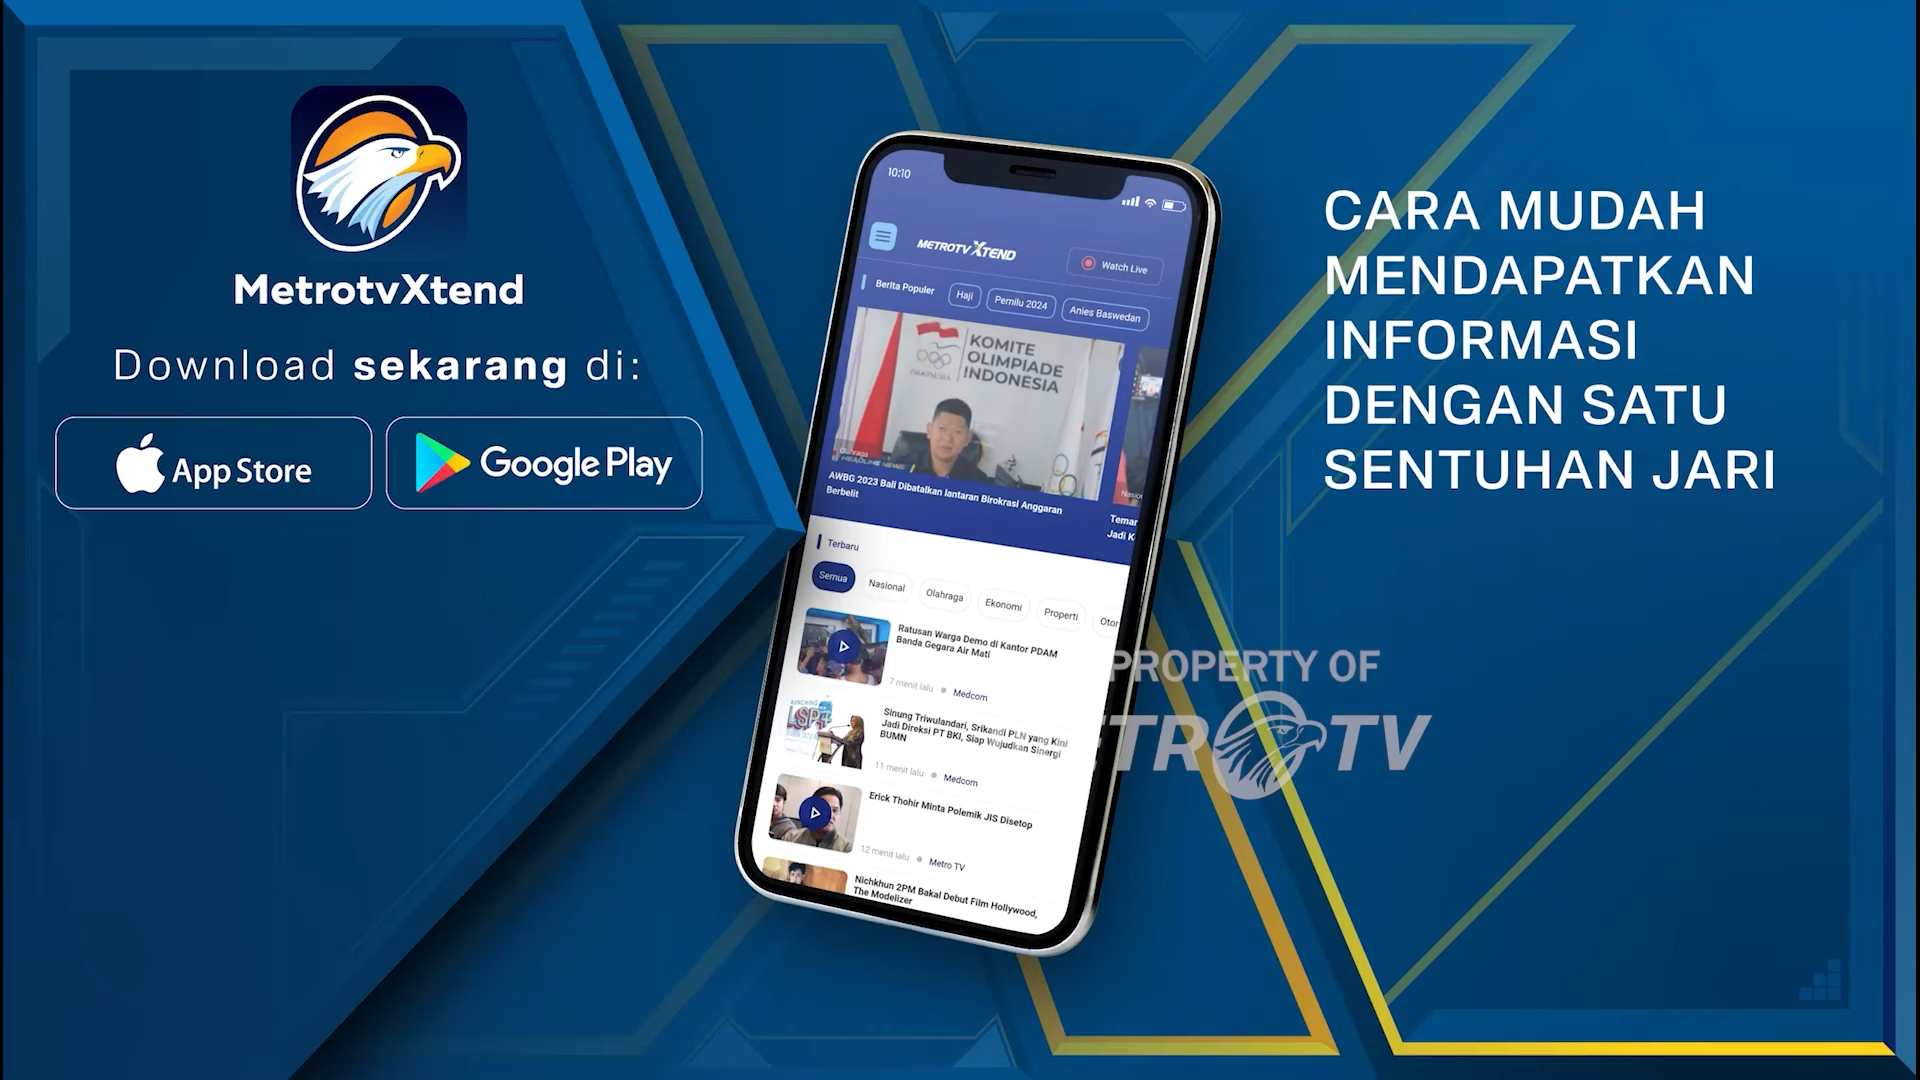 MetrotvXtend
Download sekarang di:
App Store
Google Play
10:10
METROTV XTEND
Watch Live
Berita Populer
Haji
Pemilu 2024
Anies Baswedan
KOMITE
OLIMPIADE
INDONESIA
INDONESIA
Olahraga
HEADLINE NEWS
AWBG 2023 Bali Dibatalkan lantaran Birokrasi Anggaran
Berbelit
Terbaru
Semua
Nasional
Olahraga
Ekonomi
Properti
Ratusan Warga Demo di Kantor PDAM
Banda Gegara Air Mati
7 menit lalu
Medcom
Sinung Triwulandari, Srikandi PLN yang Kini
Jadi Direksi PT BKI, Siap Wujudkan Sinergi
BUMN
11 menit lalu
Medcom
Erick Thohir Minta Polemik JIS Disetop
12 menit lalu
Metro TV
Nichkhun 2PM Bakal Debut Film Hollywood,
The Modelizer
CARA MUDAH
MENDAPATKAN
INFORMASI
DENGAN SATU
SENTUHAN JARI
PROPERTY OF
ETR TV